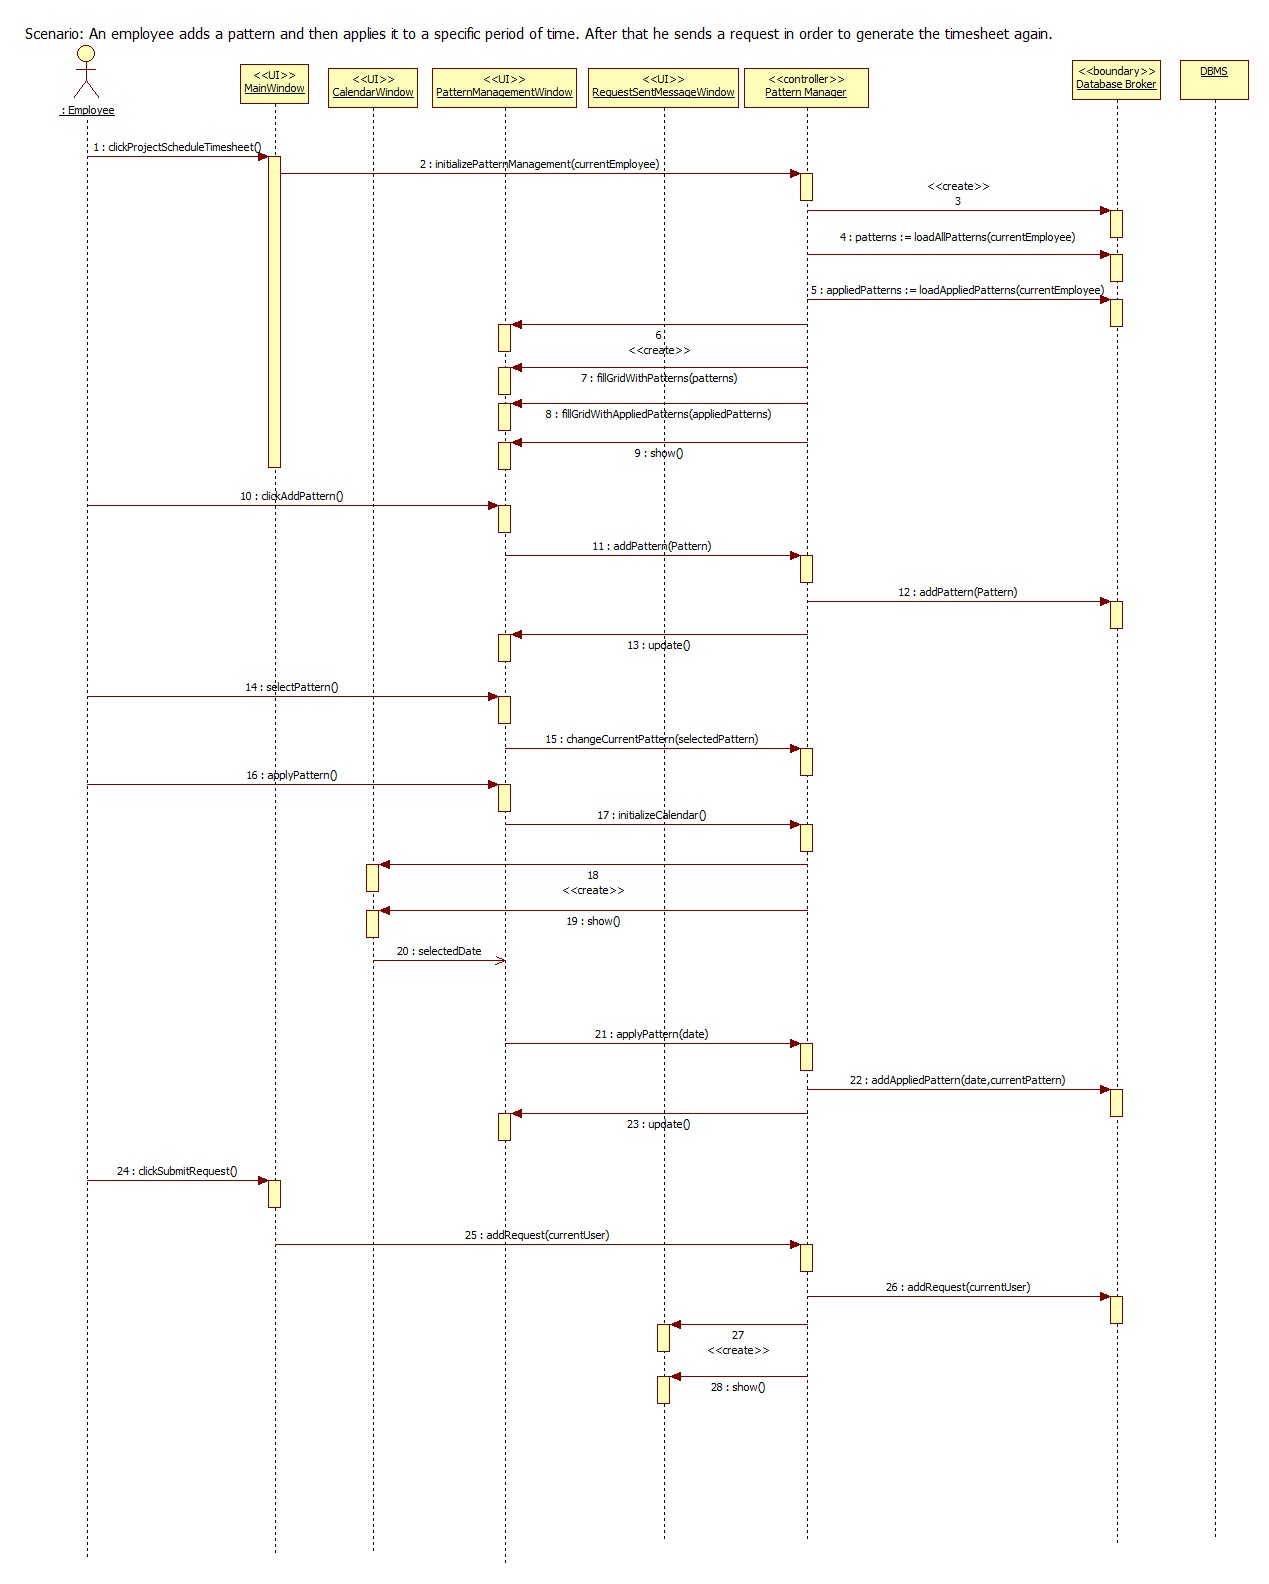 Scenario: An employee adds a pattern and then applies it to a specific period of time. After that he sends a request in order to generate the timesheet again.
: Employee
<<UI>>
MainWindow
<<UI>>
CalendarWindow
<<UI>>
PatternManagementWindow
<<UI>>
RequestSentMessageWindow
<<controller>>
Pattern Manager
<<boundary>>
Database Broker
DBMS
1 : clickProjectScheduleTimesheet()
2 : initializePatternManagement(currentEmployee)
<<create>>
3
4 : patterns := loadAllPatterns(currentEmployee)
5 : appliedPatterns := loadAppliedPatterns(currentEmployee)
6
<<create>>
7 : fillGridWithPatterns(patterns)
8 : fillGridWithAppliedPatterns(appliedPatterns)
9 : show()
10 : clickAddPattern()
11 : addPattern(Pattern)
12 : addPattern(Pattern)
13 : update()
14 : selectPattern()
15 : changeCurrentPattern(selectedPattern)
16 : applyPattern()
17 : initializeCalendar()
18
<<create>>
19 : show()
20 : selectedDate
21 : applyPattern(date)
22 : addAppliedPattern(date,currentPattern)
23 : update()
24 : clickSubmitRequest()
25 : addRequest(currentUser)
26 : addRequest(currentUser)
27
<<create>>
28 : show()